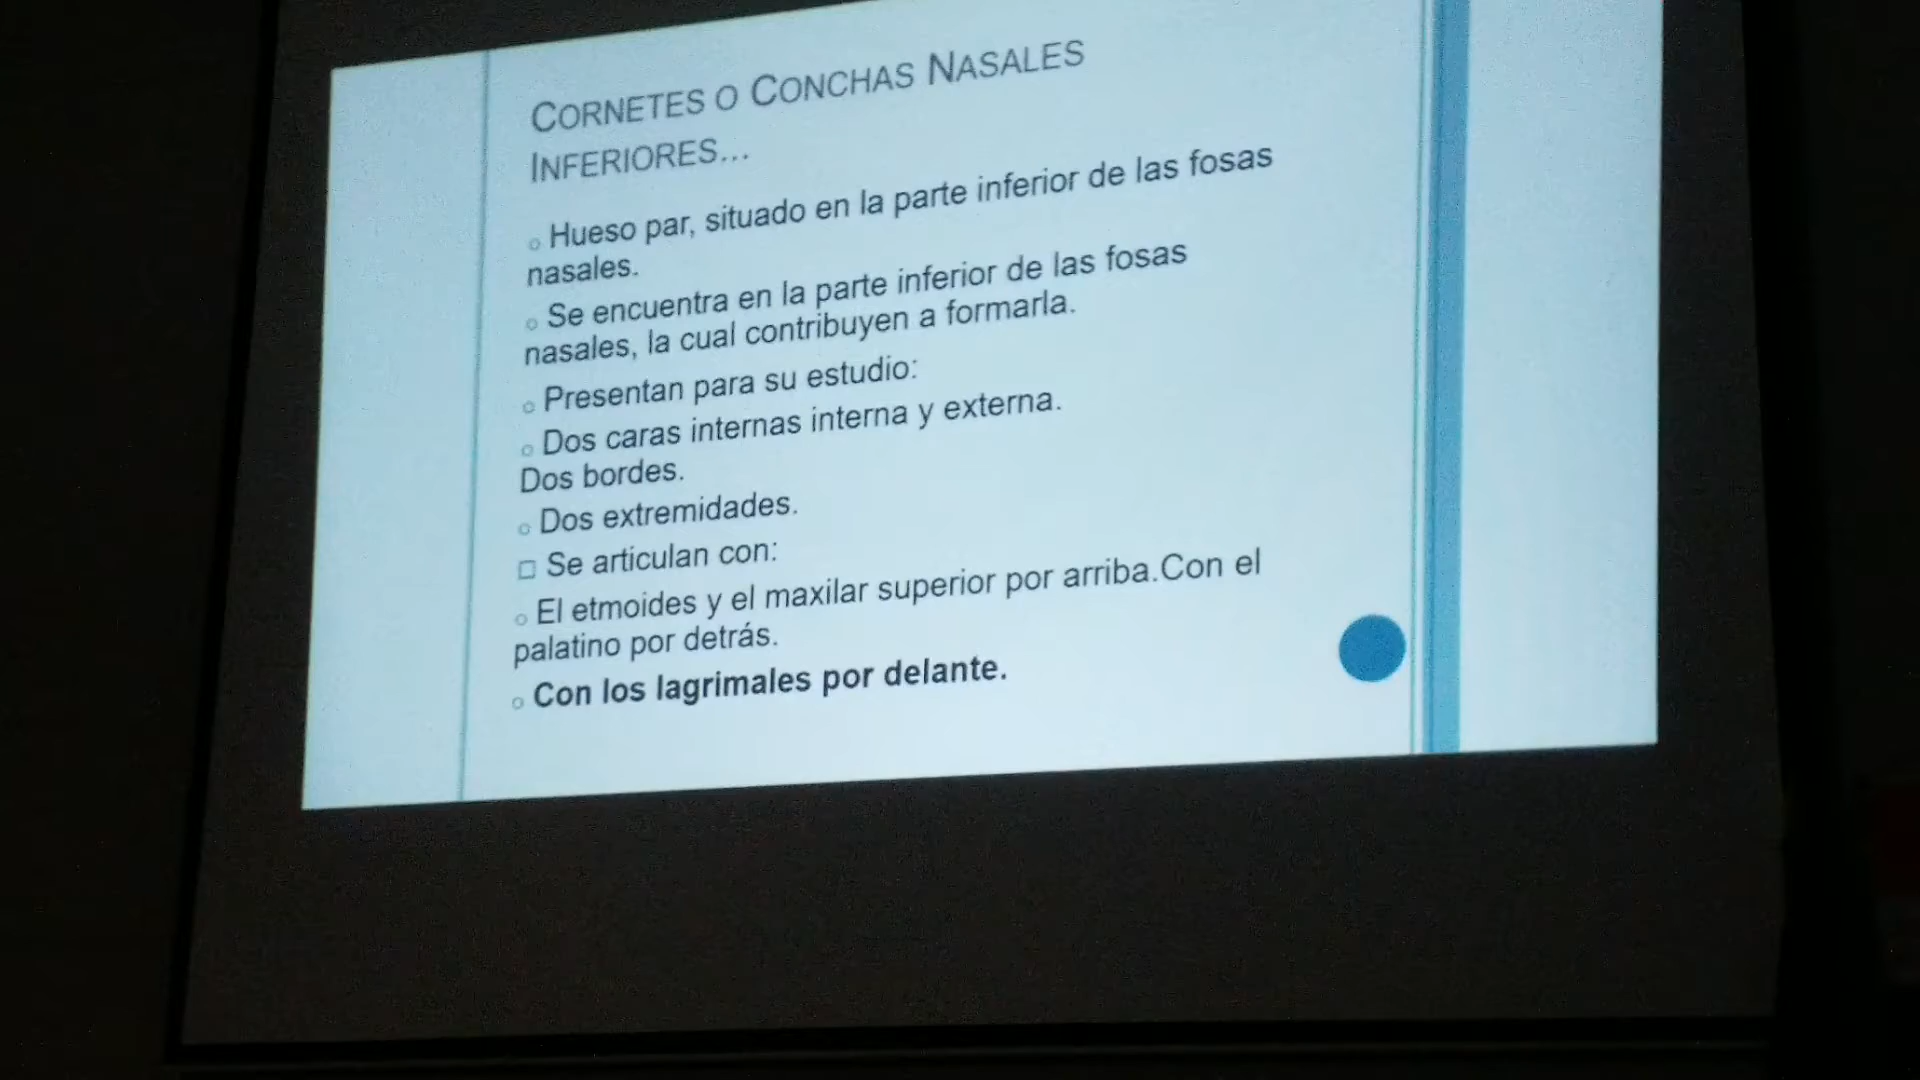 CORNETES O CONCHAS NASALES
INFERIORES...
Hueso par, situado en la parte inferior de las fosas
nasales.
Se encuentra en la parte inferior de las fosas
nasales, la cual contribuyen a formarla.
Presentan para su estudio:
Dos caras internas interna y externa.
Dos bordes.
Dos extremidades.
Se articulan con:
El etmoides y el maxilar superior por arriba.Con el
palatino por detrás.
Con los lagrimales por delante.